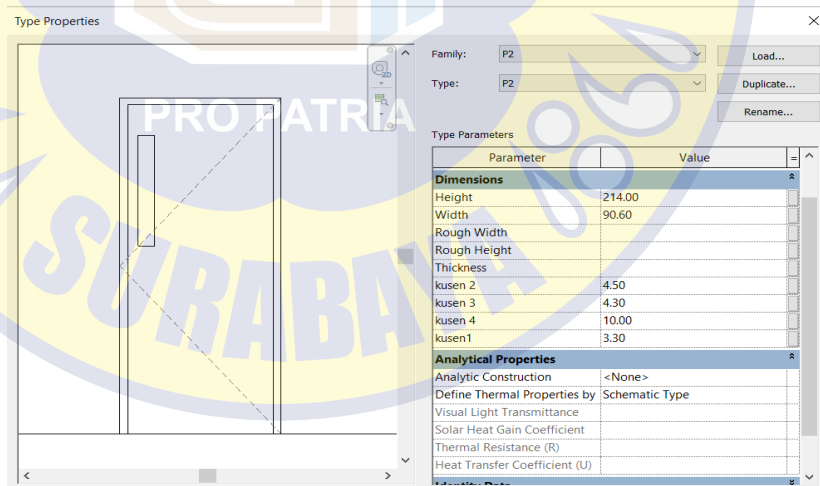 Type Properties
Family: P2 Load...
Type: P2 Duplicate...
Rename...
Type Parameters
Parameter Value =
Dimensions
Height 214.00
Width 90.60
Rough Width
Rough Height
Thickness
kusen 2 4.50
kusen 3 4.30
kusen 4 10.00
kusen1 3.30
Analytical Properties
Analytic Construction <None>
Define Thermal Properties by Schematic Type
Visual Light Transmittance
Solar Heat Gain Coefficient
Thermal Resistance (R)
Heat Transfer Coefficient (U)
Identity Data
2D
PRO PATRIA
SURABAYA